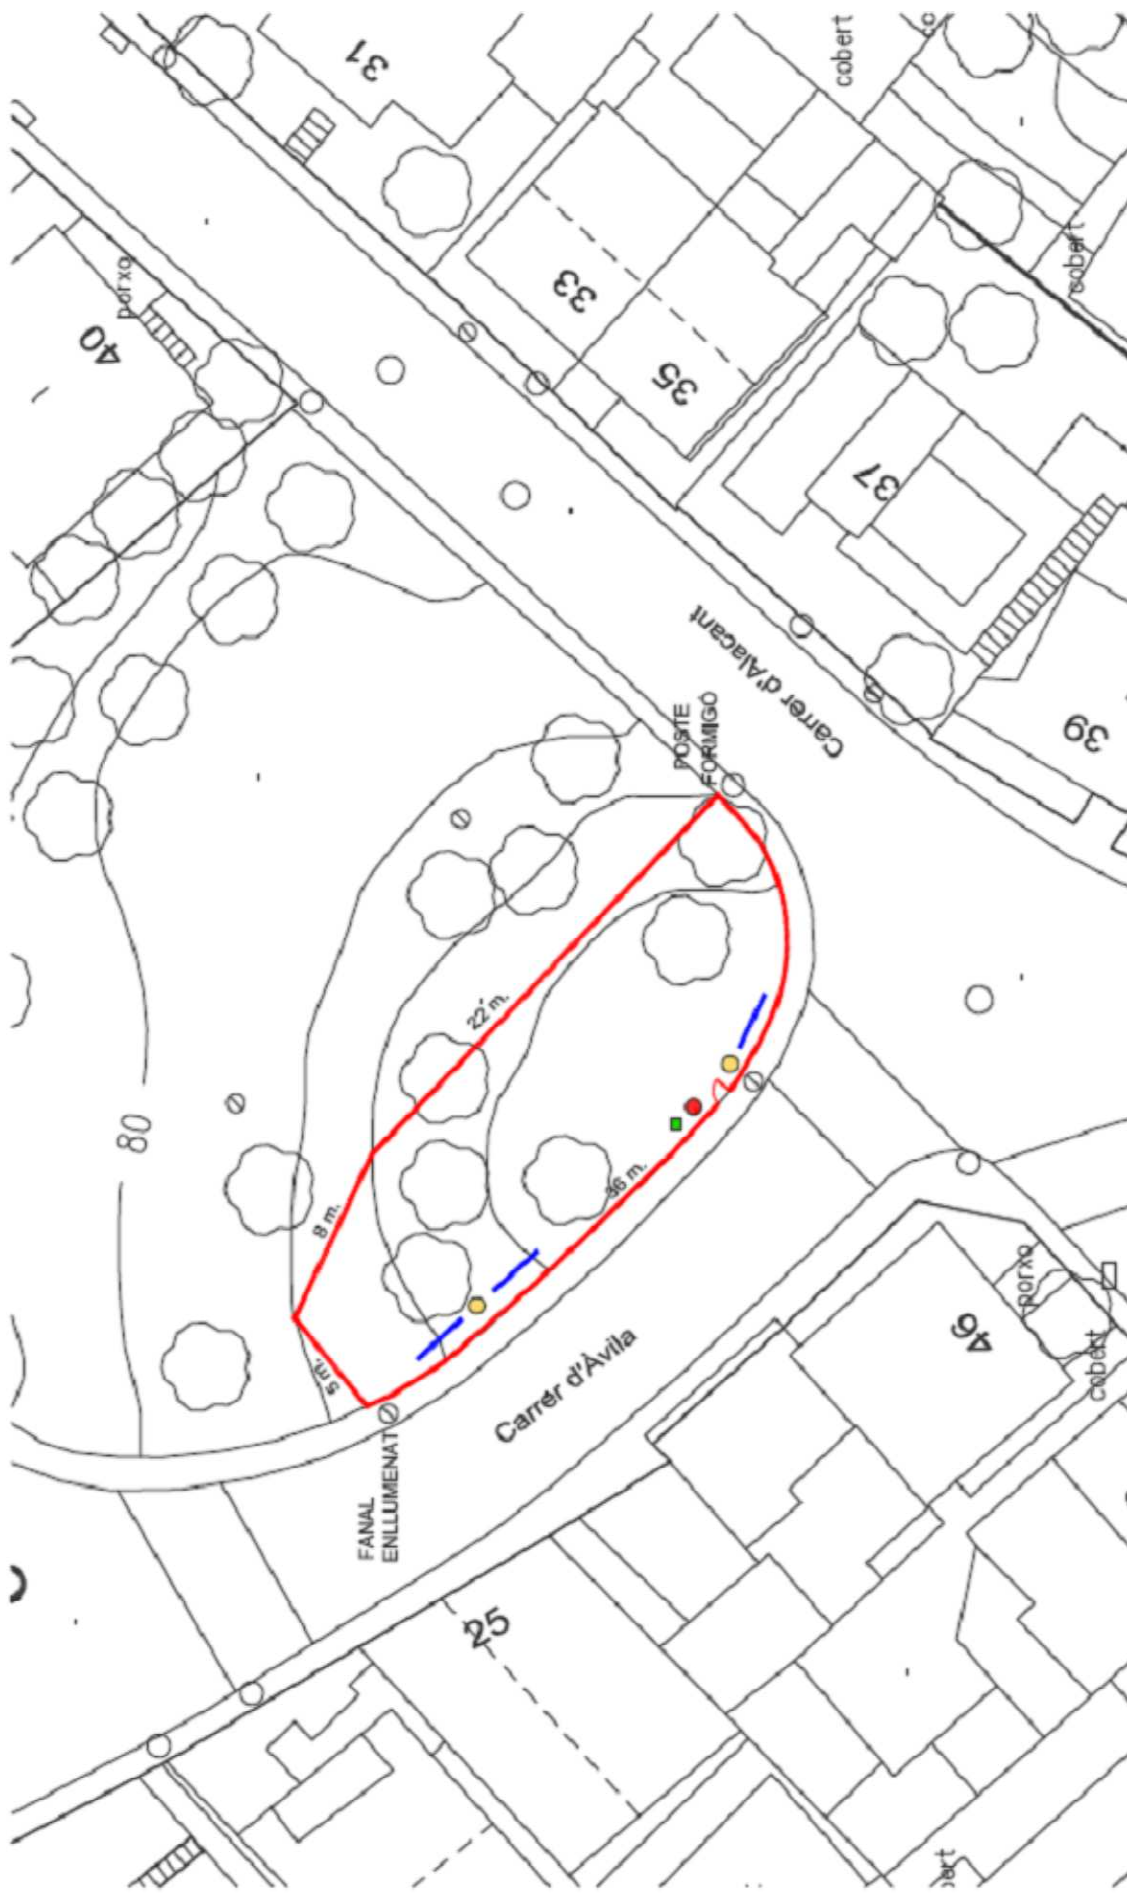 31
cobert
porxo
40
33
35
cobert
37
Carrer d'Alacant
POSTE
FORMIGÓ
39
22 m.
80
8 m.
36 m.
5 m.
porxo
46
cobert
Carrer d'Àvila
FANAL
ENLLUMENAT
25